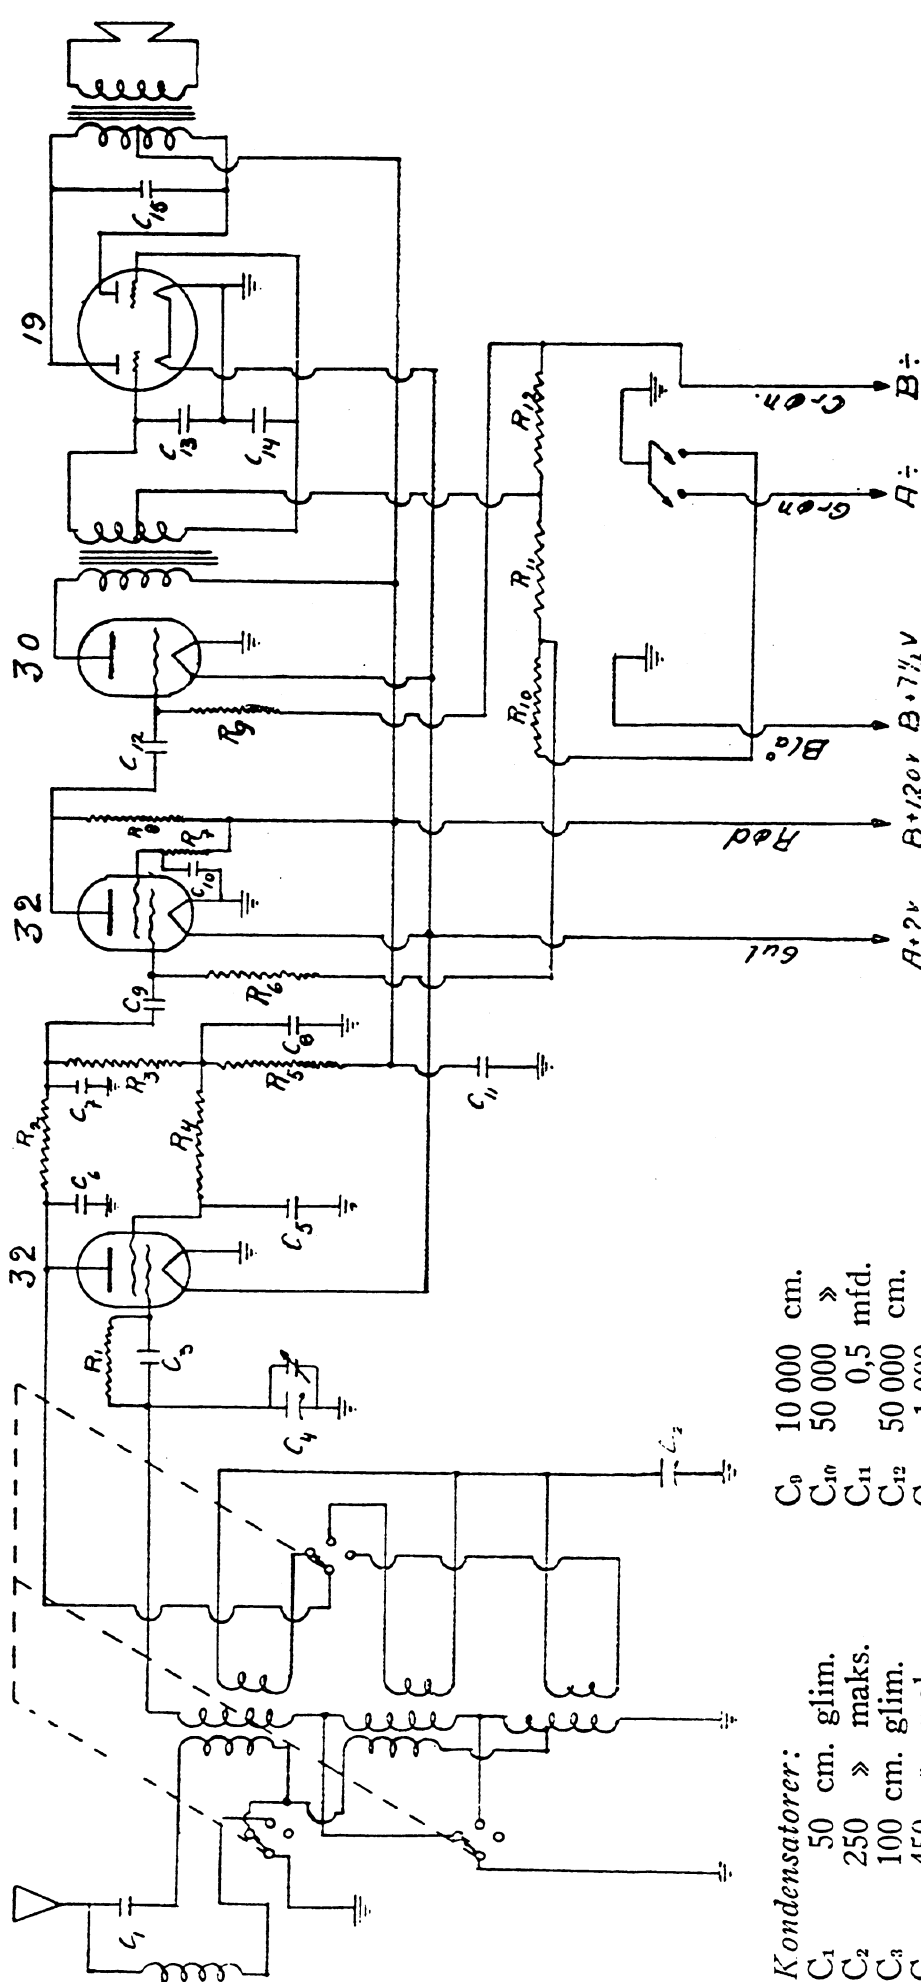 32
32
30
19
C₁
R₁
C₃
C₄
C₆
R₂
C₇
R₃
R₄
C₅
C₈
R₅
C₁₁
C₉
R₆
C₁₀
R₇
R₈
C₁₂
R₉
C₁₃
C₁₄
C₁₅
R₁₀
R₁₁
R₁₂
Gul
Rød
Blå
Grøn
Grøn.
A+2V
B+120V
B+7½V
A÷
B÷
Kondensatorer:
C₁ 50 cm. glim.
C₂ 250 » maks.
C₃ 100 cm. glim.
C₉ 10 000 cm.
C₁₀ 50 000 »
C₁₁ 0,5 mfd.
C₁₂ 50 000 cm.